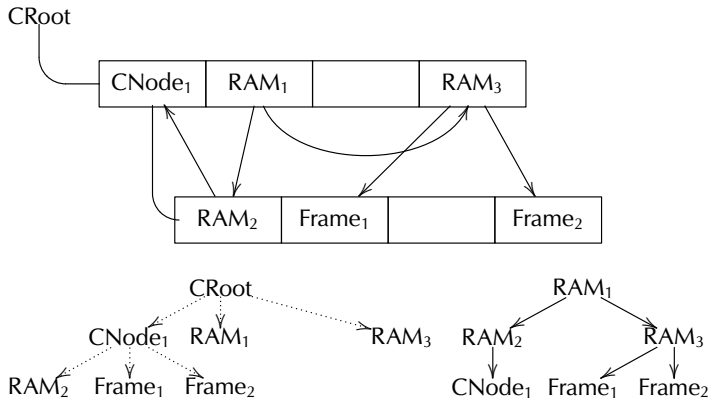 CRoot
CNode₁ RAM₁ RAM₃
RAM₂ Frame₁ Frame₂
CRoot RAM₁
CNode₁ RAM₁ RAM₃ RAM₂ RAM₃
RAM₂ Frame₁ Frame₂ CNode₁ Frame₁ Frame₂